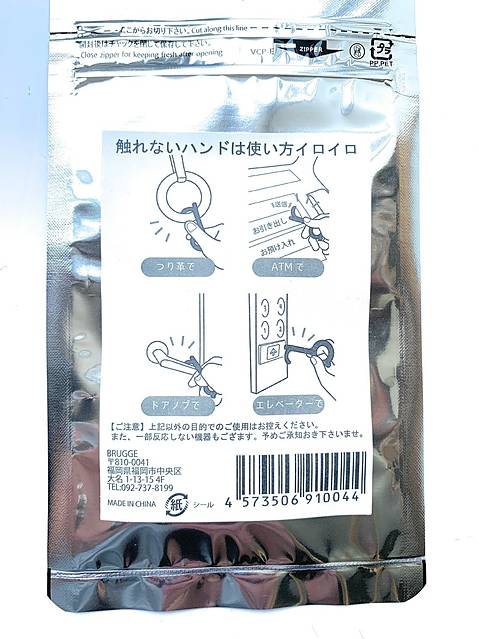 ここからお切り下さい。Cut along this line
開封後はチャックを閉じて保存して下さい。
Close zipper for keeping fresh after opening
VCP-E
ZIPPER
プラ
PP,PET
触れないハンドは使い方イロイロ
お引き出し
お預け入れ
つり革で
ATMで
ドアノブで
エレベーターで
【ご注意】上記以外の目的でのご使用はお控えください。
また、一部反応しない機器もござます。予めご承知おき下さいませ。
BRUGGE
〒810-0041
福岡県福岡市中央区
大名 1-13-15 4F
TEL:092-737-8199
MADE IN CHINA
紙
シール
4 573506 910044